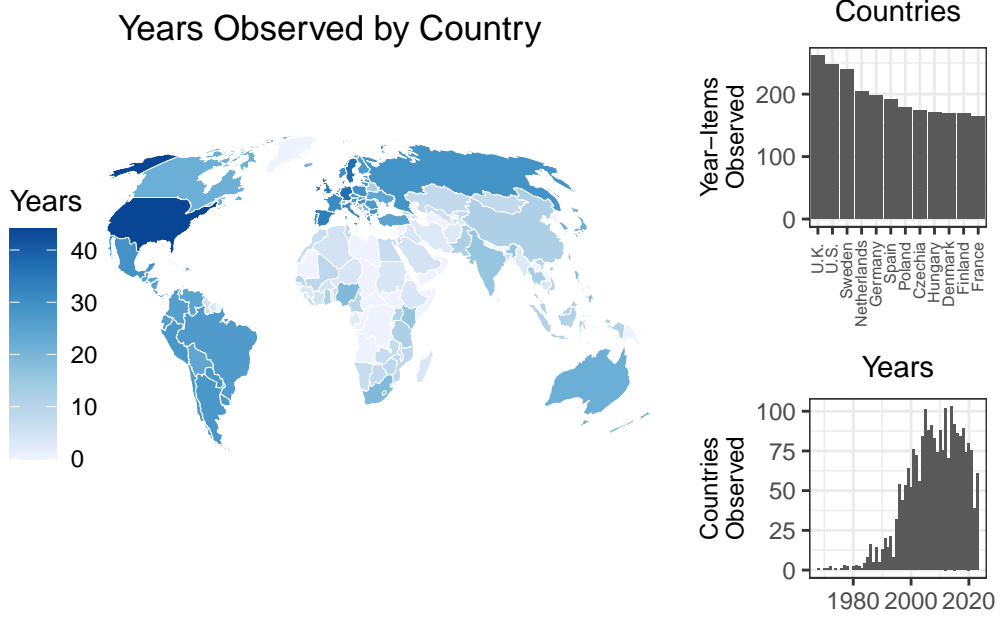 Years Observed by Country
Years
40
30
20
10
0
Countries
Year−Items
Observed
200
100
0
U.K.
U.S.
Sweden
Netherlands
Germany
Spain
Poland
Czechia
Hungary
Denmark
Finland
France
Years
Countries
Observed
100
75
50
25
0
1980 2000 2020